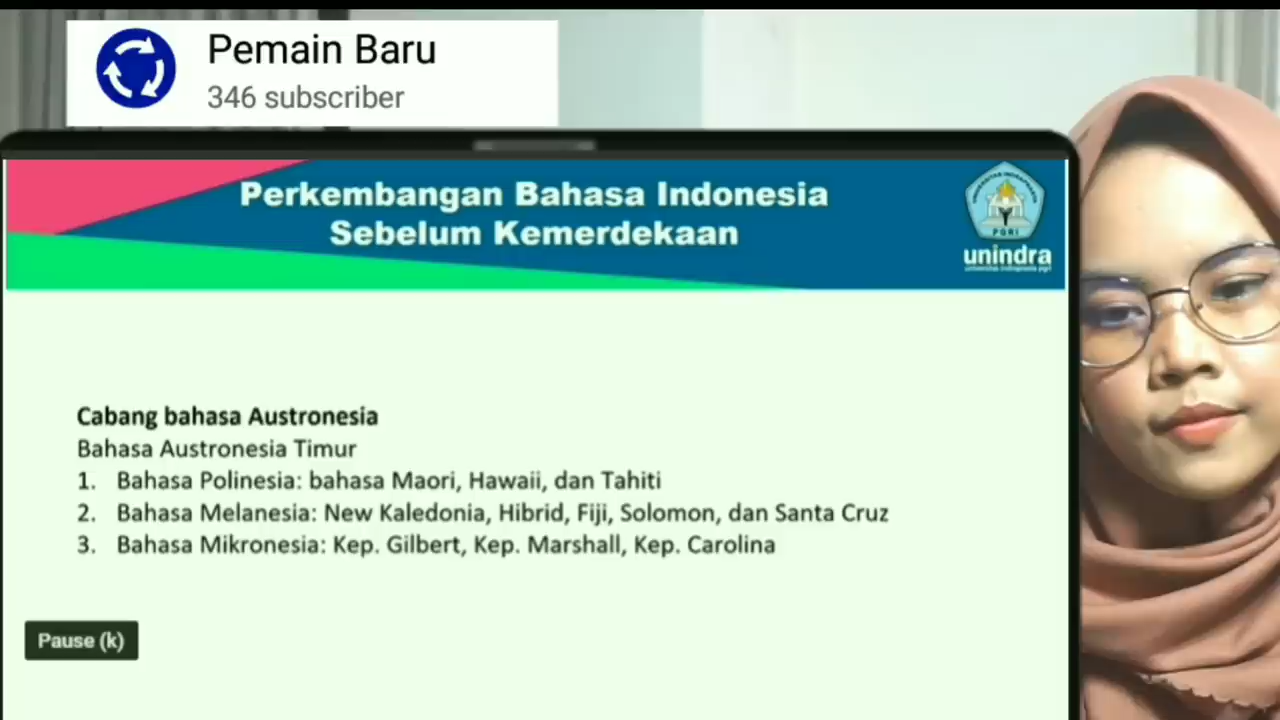 Pemain Baru
346 subscriber
Perkembangan Bahasa Indonesia
Sebelum Kemerdekaan
PGRI
unindra
Cabang bahasa Austronesia
Bahasa Austronesia Timur
1. Bahasa Polinesia: bahasa Maori, Hawaii, dan Tahiti
2. Bahasa Melanesia: New Kaledonia, Hibrid, Fiji, Solomon, dan Santa Cruz
3. Bahasa Mikronesia: Kep. Gilbert, Kep. Marshall, Kep. Carolina
Pause (k)